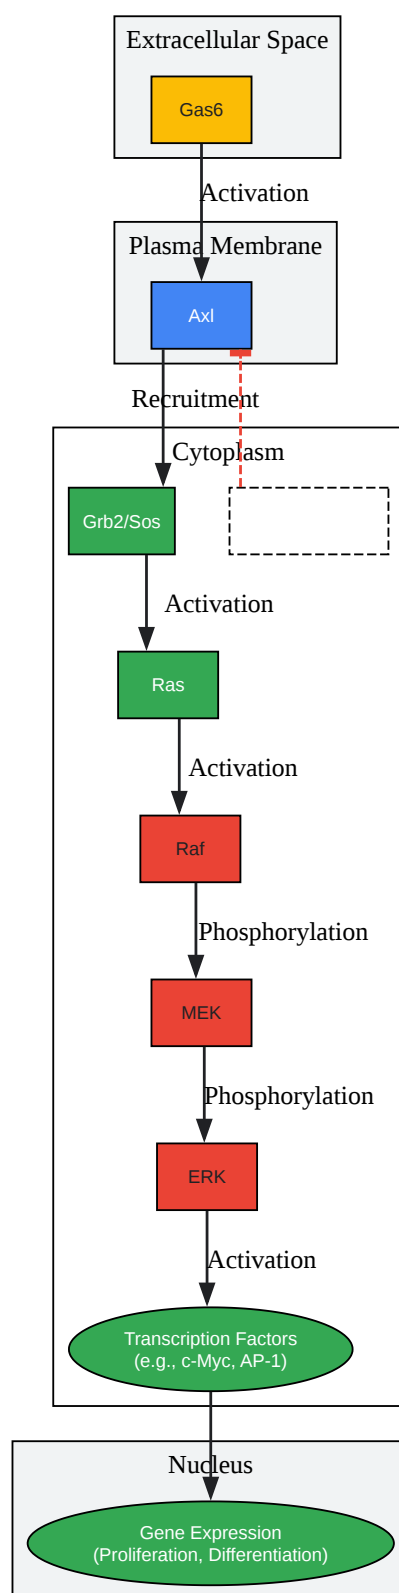 Extracellular Space
Gas6
Activation
Plasma Membrane
Axl
Recruitment
Cytoplasm
Grb2/Sos
Activation
Ras
Activation
Raf
Phosphorylation
MEK
Phosphorylation
ERK
Activation
Transcription Factors
(e.g., c-Myc, AP-1)
Nucleus
Gene Expression
(Proliferation, Differentiation)